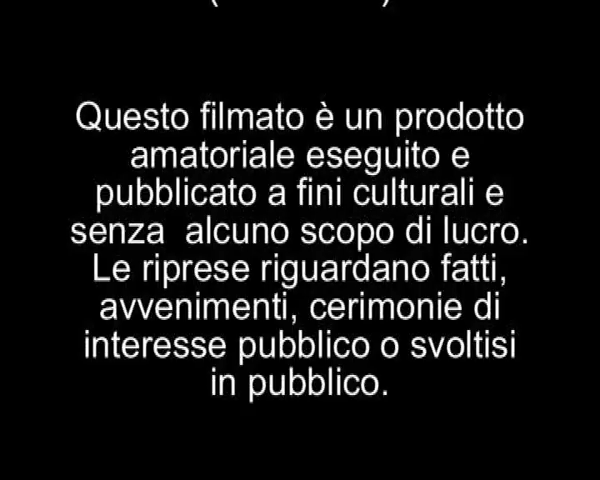 Questo filmato è un prodotto
amatoriale eseguito e
pubblicato a fini culturali e
senza  alcuno scopo di lucro.
Le riprese riguardano fatti,
avvenimenti, cerimonie di
interesse pubblico o svoltisi
in pubblico.